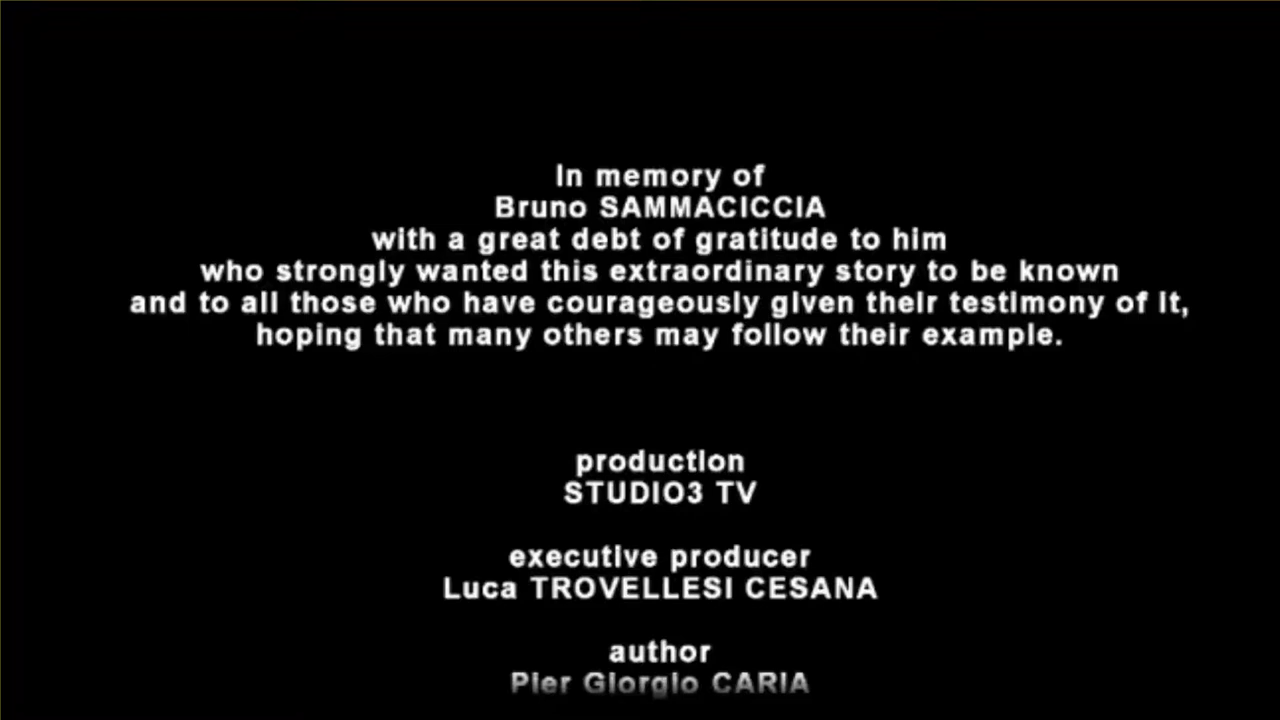 In memory of
Bruno SAMMACICCIA
with a great debt of gratitude to him
who strongly wanted this extraordinary story to be known
and to all those who have courageously given their testimony of it,
hoping that many others may follow their example.
production
STUDIO3 TV
executive producer
Luca TROVELLESI CESANA
author
Pier Giorgio CARIA